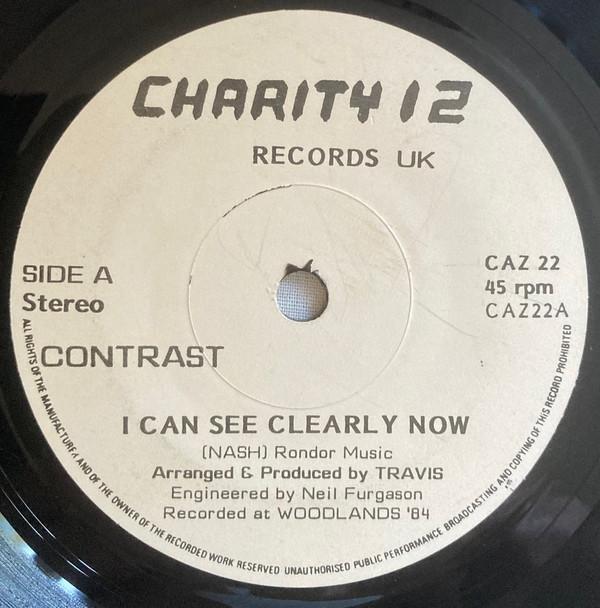 CHARITY 12
RECORDS UK
SIDE A
Stereo
CAZ 22
45 rpm
CAZ22A
CONTRAST
I CAN SEE CLEARLY NOW
(NASH) Rondor Music
Arranged & Produced by TRAVIS
Engineered by Neil Furgason
Recorded at WOODLANDS '84
ALL RIGHTS OF THE MANUFACTURER AND OF THE OWNER OF THE RECORDED WORK RESERVED UNAUTHORISED PUBLIC PERFORMANCE BROADCASTING AND COPYING OF THIS RECORD PROHIBITED